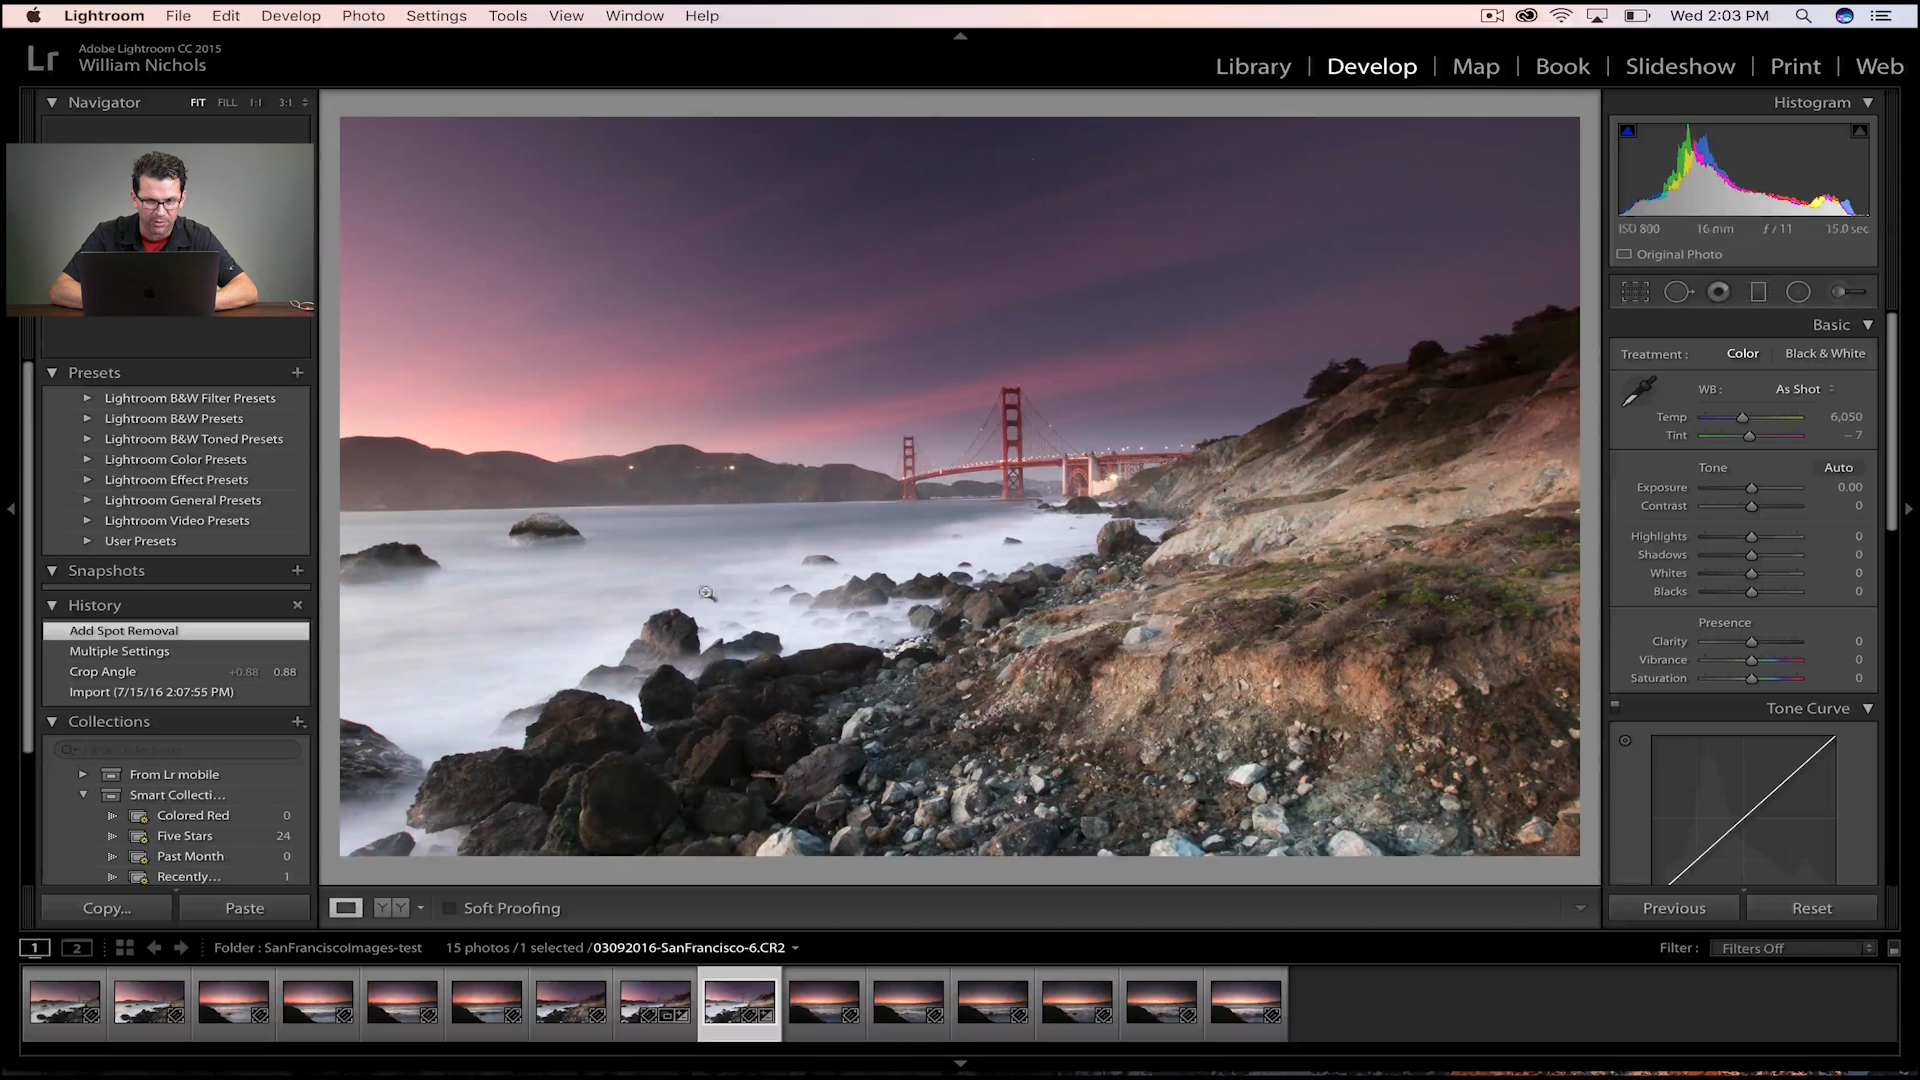 Lightroom File Edit Develop Photo Settings Tools View Window Help Wed 2:03 PM
Lr Adobe Lightroom CC 2015
William Nichols
Library | Develop | Map | Book | Slideshow | Print | Web
Navigator FIT FILL 1:1 3:1
Presets +
Lightroom B&W Filter Presets
Lightroom B&W Presets
Lightroom B&W Toned Presets
Lightroom Color Presets
Lightroom Effect Presets
Lightroom General Presets
Lightroom Video Presets
User Presets
Snapshots +
History ×
Add Spot Removal
Multiple Settings
Crop Angle +0.88 0.88
Import (7/15/16 2:07:55 PM)
Collections +
Filter Collections
From Lr mobile
Smart Collecti...
Colored Red 0
Five Stars 24
Past Month 0
Recently... 1
Copy... Paste
YY Soft Proofing
Histogram
ISO 800 16 mm f / 11 15.0 sec
Original Photo
Basic
Treatment : Color Black & White
WB : As Shot
Temp 6,050
Tint – 7
Tone Auto
Exposure 0.00
Contrast 0
Highlights 0
Shadows 0
Whites 0
Blacks 0
Presence
Clarity 0
Vibrance 0
Saturation 0
Tone Curve
Previous Reset
1 2 Folder : SanFranciscoImages-test 15 photos / 1 selected / 03092016-SanFrancisco-6.CR2 Filter : Filters Off